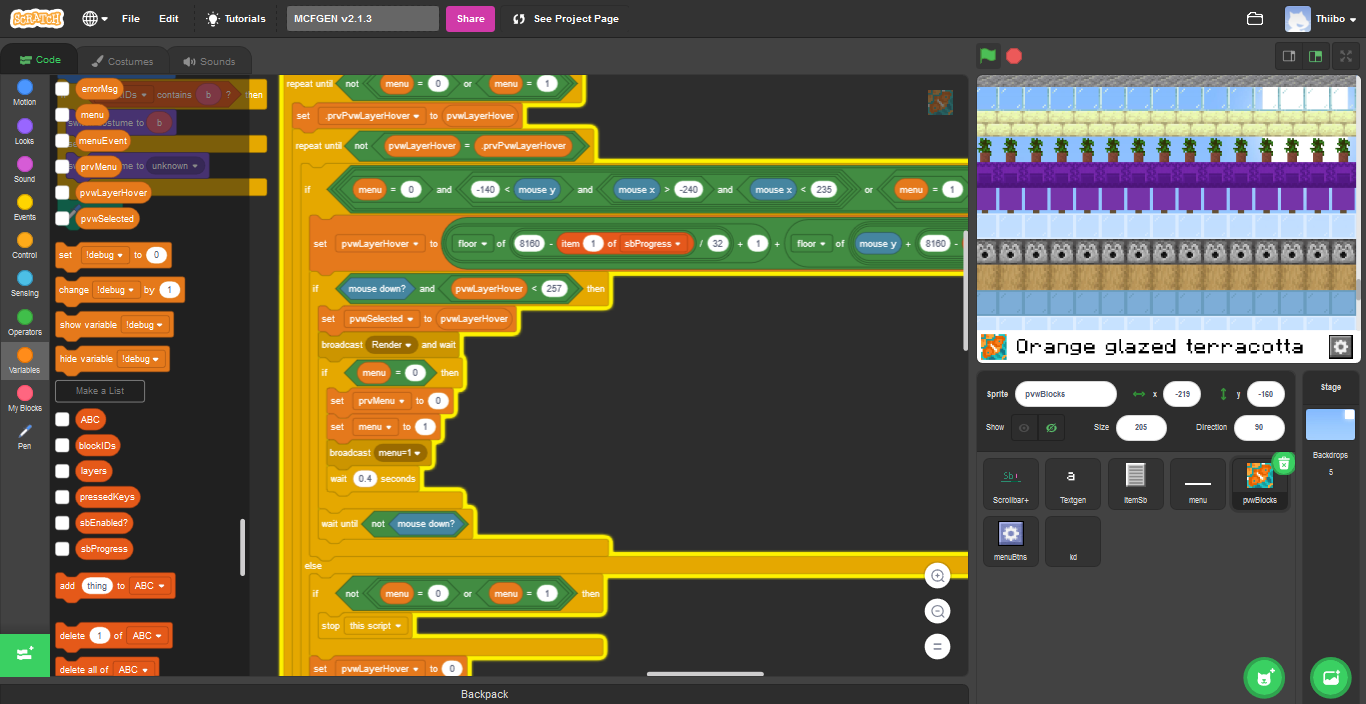 SCRATCH File Edit Tutorials MCFGEN v2.1.3 Share See Project Page Thiibo
Code Costumes Sounds
Motion
Looks
Sound
Events
Control
Sensing
Operators
Variables
My Blocks
Pen
errorMsg
IDs contains b ? then
menu
ostume to b
menuEvent
prvMenu
me to unknown
pvwLayerHover
pvwSelected
set !debug to 0
change !debug by 1
show variable !debug
hide variable !debug
Make a List
ABC
blockIDs
layers
pressedKeys
sbEnabled?
sbProgress
add thing to ABC
delete 1 of ABC
delete all of ABC
repeat until not menu = 0 or menu = 1
set .prvPvwLayerHover to pvwLayerHover
repeat until not pvwLayerHover = .prvPvwLayerHover
if menu = 0 and -140 < mouse y and mouse x > -240 and mouse x < 235 or menu = 1
set pvwLayerHover to floor of 8160 - item 1 of sbProgress / 32 + 1 + floor of mouse y + 8160 -
if mouse down? and pvwLayerHover < 257 then
set pvwSelected to pvwLayerHover
broadcast Render and wait
if menu = 0 then
set prvMenu to 0
set menu to 1
broadcast menu=1
wait 0.4 seconds
wait until not mouse down?
else
if not menu = 0 or menu = 1 then
stop this script
set pvwLayerHover to 0
Backpack
Orange glazed terracotta
Sprite pvwBlocks x -219 y -160
Show Size 205 Direction 90
Scrollbar+
a
Textgen
ItemSb
menu
pvwBlocks
menuBtns
kd
Stage
Backdrops
5